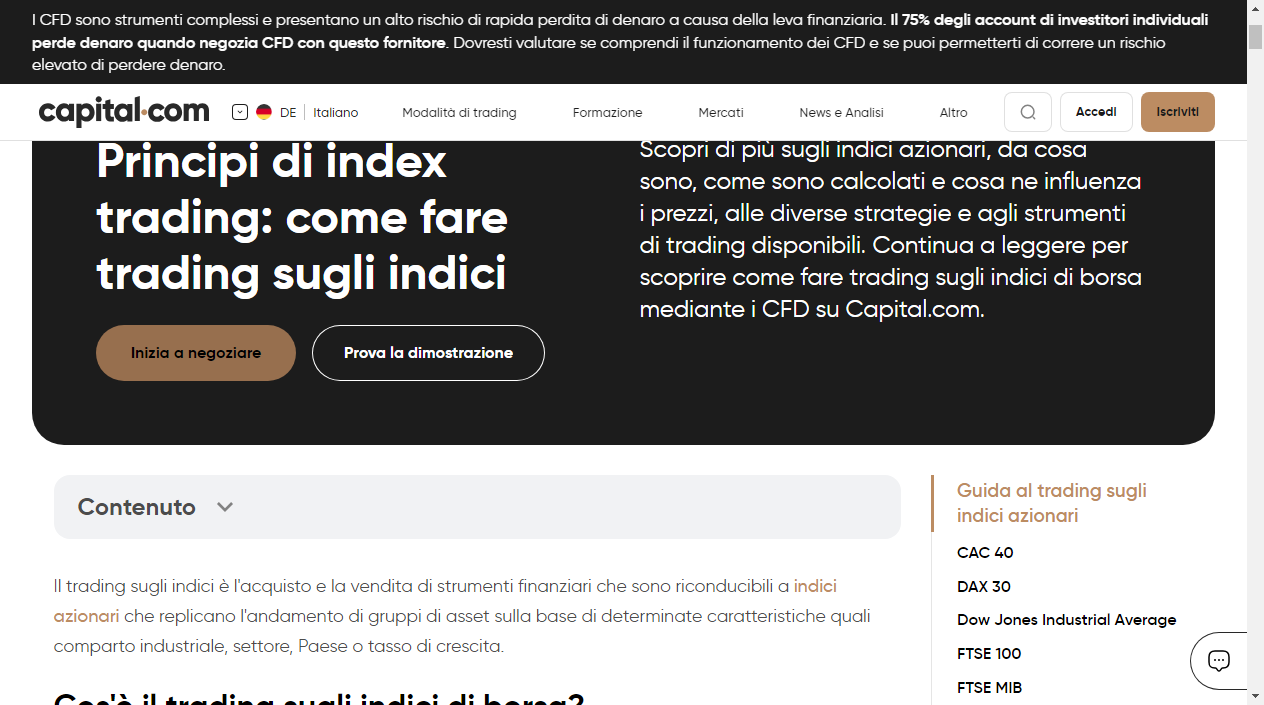 I CFD sono strumenti complessi e presentano un alto rischio di rapida perdita di denaro a causa della leva finanziaria. Il 75% degli account di investitori individuali
perde denaro quando negozia CFD con questo fornitore. Dovresti valutare se comprendi il funzionamento dei CFD e se puoi permetterti di correre un rischio
elevato di perdere denaro.
capital.com DE Italiano Modalità di trading Formazione Mercati News e Analisi Altro Accedi Iscriviti
Principi di index
trading: come fare
trading sugli indici
Scopri di più sugli indici azionari, da cosa
sono, come sono calcolati e cosa ne influenza
i prezzi, alle diverse strategie e agli strumenti
di trading disponibili. Continua a leggere per
scoprire come fare trading sugli indici di borsa
mediante i CFD su Capital.com.
Inizia a negoziare
Prova la dimostrazione
Contenuto
Il trading sugli indici è l'acquisto e la vendita di strumenti finanziari che sono riconducibili a indici
azionari che replicano l'andamento di gruppi di asset sulla base di determinate caratteristiche quali
comparto industriale, settore, Paese o tasso di crescita.
Cos'è il trading sugli indici di borsa?
Guida al trading sugli
indici azionari
CAC 40
DAX 30
Dow Jones Industrial Average
FTSE 100
FTSE MIB